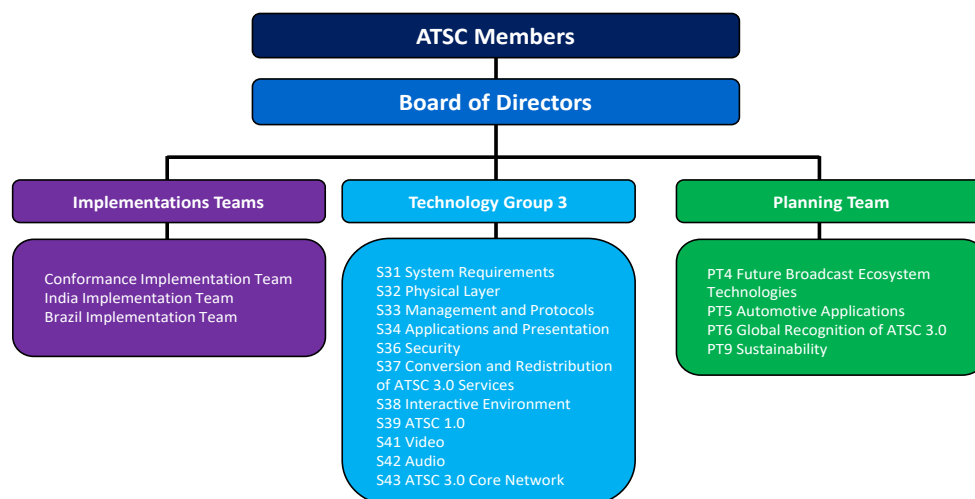 ATSC Members
Board of Directors
Implementations Teams
Conformance Implementation Team
India Implementation Team
Brazil Implementation Team
Technology Group 3
S31 System Requirements
S32 Physical Layer
S33 Management and Protocols
S34 Applications and Presentation
S36 Security
S37 Conversion and Redistribution
of ATSC 3.0 Services
S38 Interactive Environment
S39 ATSC 1.0
S41 Video
S42 Audio
S43 ATSC 3.0 Core Network
Planning Team
PT4 Future Broadcast Ecosystem
Technologies
PT5 Automotive Applications
PT6 Global Recognition of ATSC 3.0
PT9 Sustainability